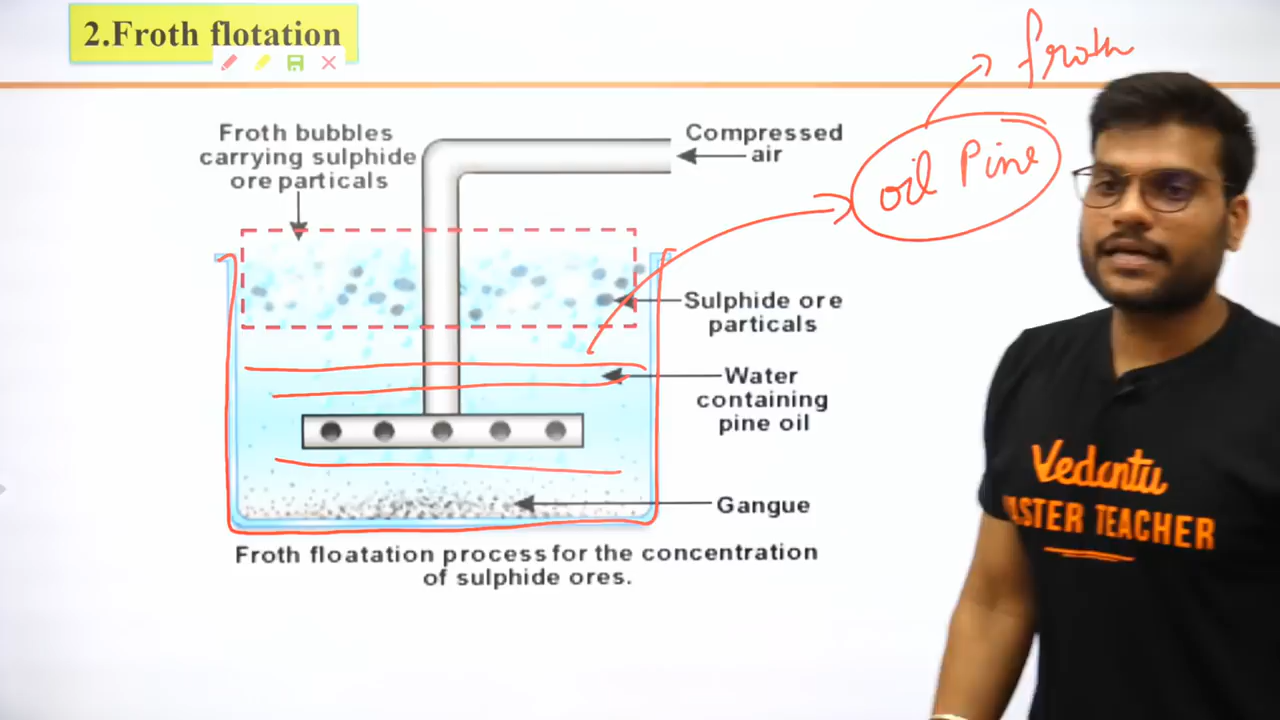 2.Froth flotation
froth
Froth bubbles
carrying sulphide
ore particals
Compressed
air
oil Pine
Sulphide ore
particals
Water
containing
pine oil
Gangue
Froth floatation process for the concentration
of sulphide ores.
Vedantu
ASTER TEACHER